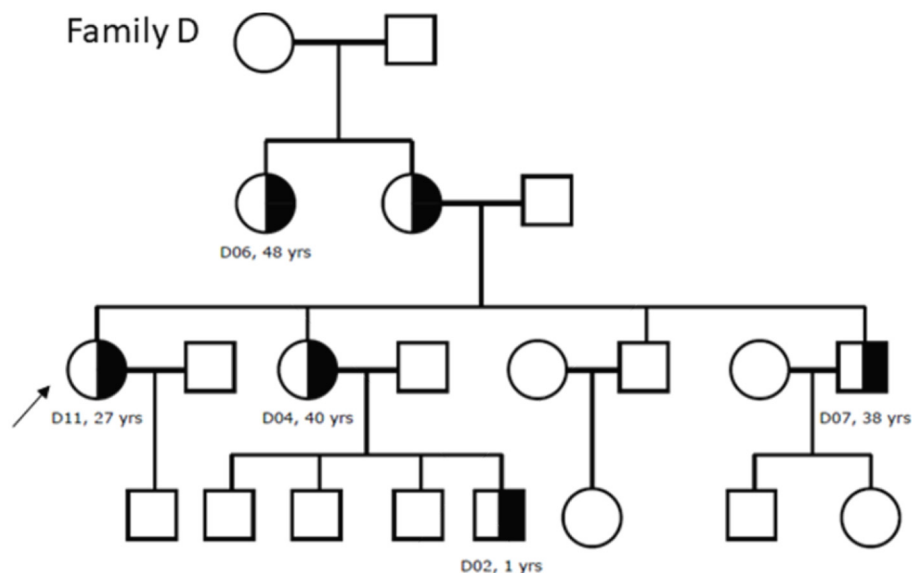 Family D
D06, 48 yrs
D11, 27 yrs
D04, 40 yrs
D07, 38 yrs
D02, 1 yrs